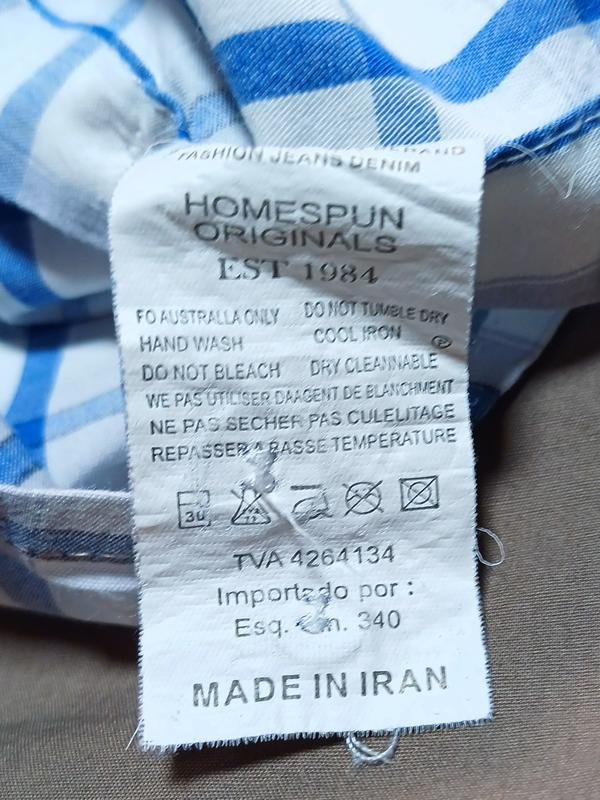 FASHION JEANS DENIM BRAND
HOMESPUN
ORIGINALS
EST 1984
FO AUSTRALLA ONLY DO NOT TUMBLE DRY
HAND WASH COOL IRON P
DO NOT BLEACH DRY CLEANNABLE
WE PAS UTILISER DAAGENT DE BLANCHMENT
NE PAS SECHER PAS CULELITAGE
REPASSER A BASSE TEMPERATURE
30
TVA 4264134
Importado por :
Esq. 340
MADE IN IRAN